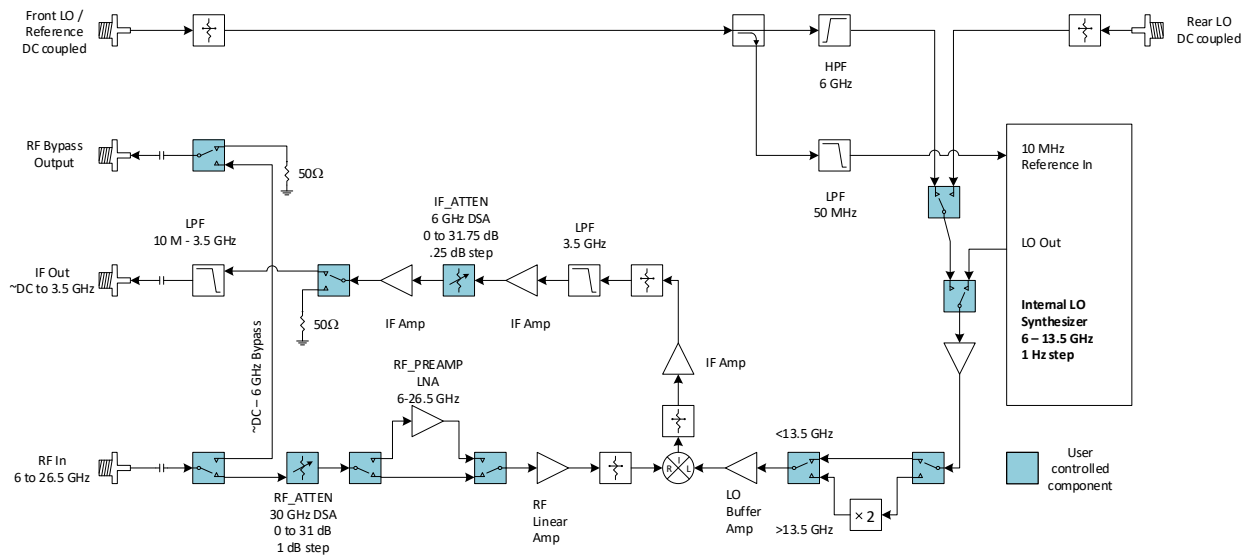 Front LO /
Reference
DC coupled
Rear LO
DC coupled
HPF
6 GHz
RF Bypass
Output
50Ω
LPF
50 MHz
10 MHz
Reference In
LO Out
Internal LO
Synthesizer
6 – 13.5 GHz
1 Hz step
LPF
10 M - 3.5 GHz
IF_ATTEN
6 GHz DSA
0 to 31.75 dB
.25 dB step
LPF
3.5 GHz
IF Out
~DC to 3.5 GHz
50Ω
IF Amp
IF Amp
IF Amp
~DC – 6 GHz Bypass
RF_PREAMP
LNA
6-26.5 GHz
RF In
6 to 26.5 GHz
RF_ATTEN
30 GHz DSA
0 to 31 dB
1 dB step
RF
Linear
Amp
R
I
L
LO
Buffer
Amp
<13.5 GHz
>13.5 GHz
× 2
User
controlled
component